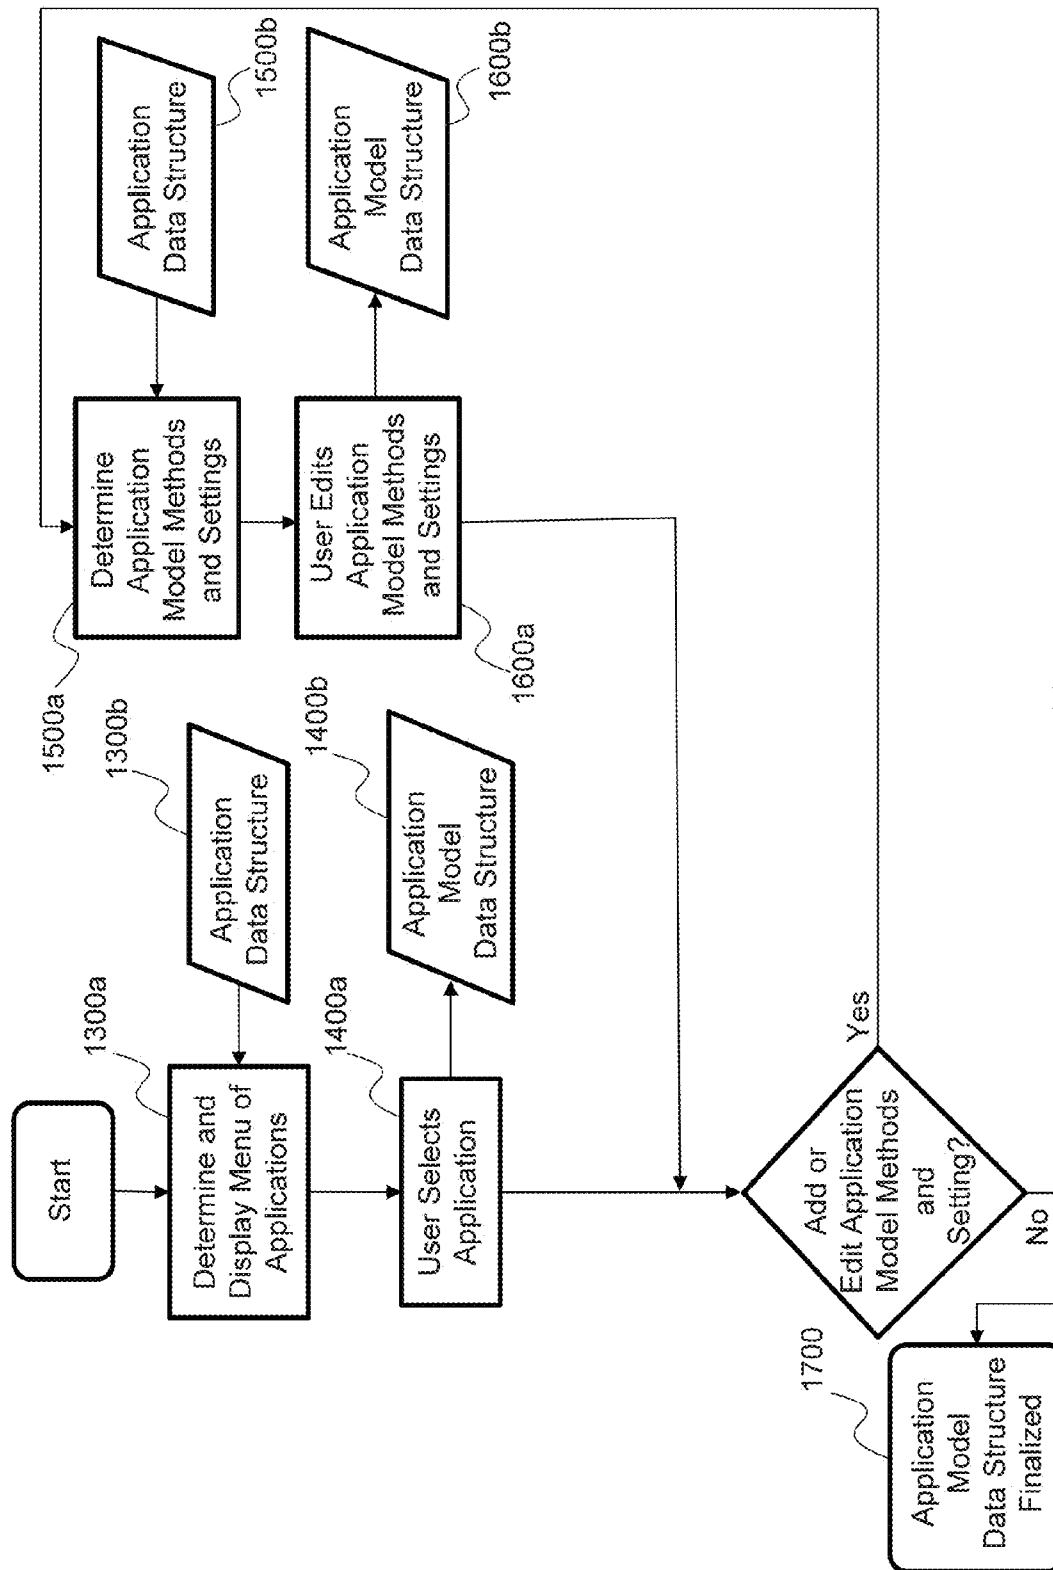 Start
1300a
Determine and
Display Menu of
Applications
1300b
Application
Data Structure
1400a
User Selects
Application
1400b
Application
Model
Data Structure
1500a
Determine
Application
Model Methods
and Settings
1500b
Application
Data Structure
1600a
User Edits
Application
Model Methods
and Settings
1600b
Application
Model
Data Structure
Add or
Edit Application
Model Methods
and
Setting?
Yes
No
1700
Application
Model
Data Structure
Finalized